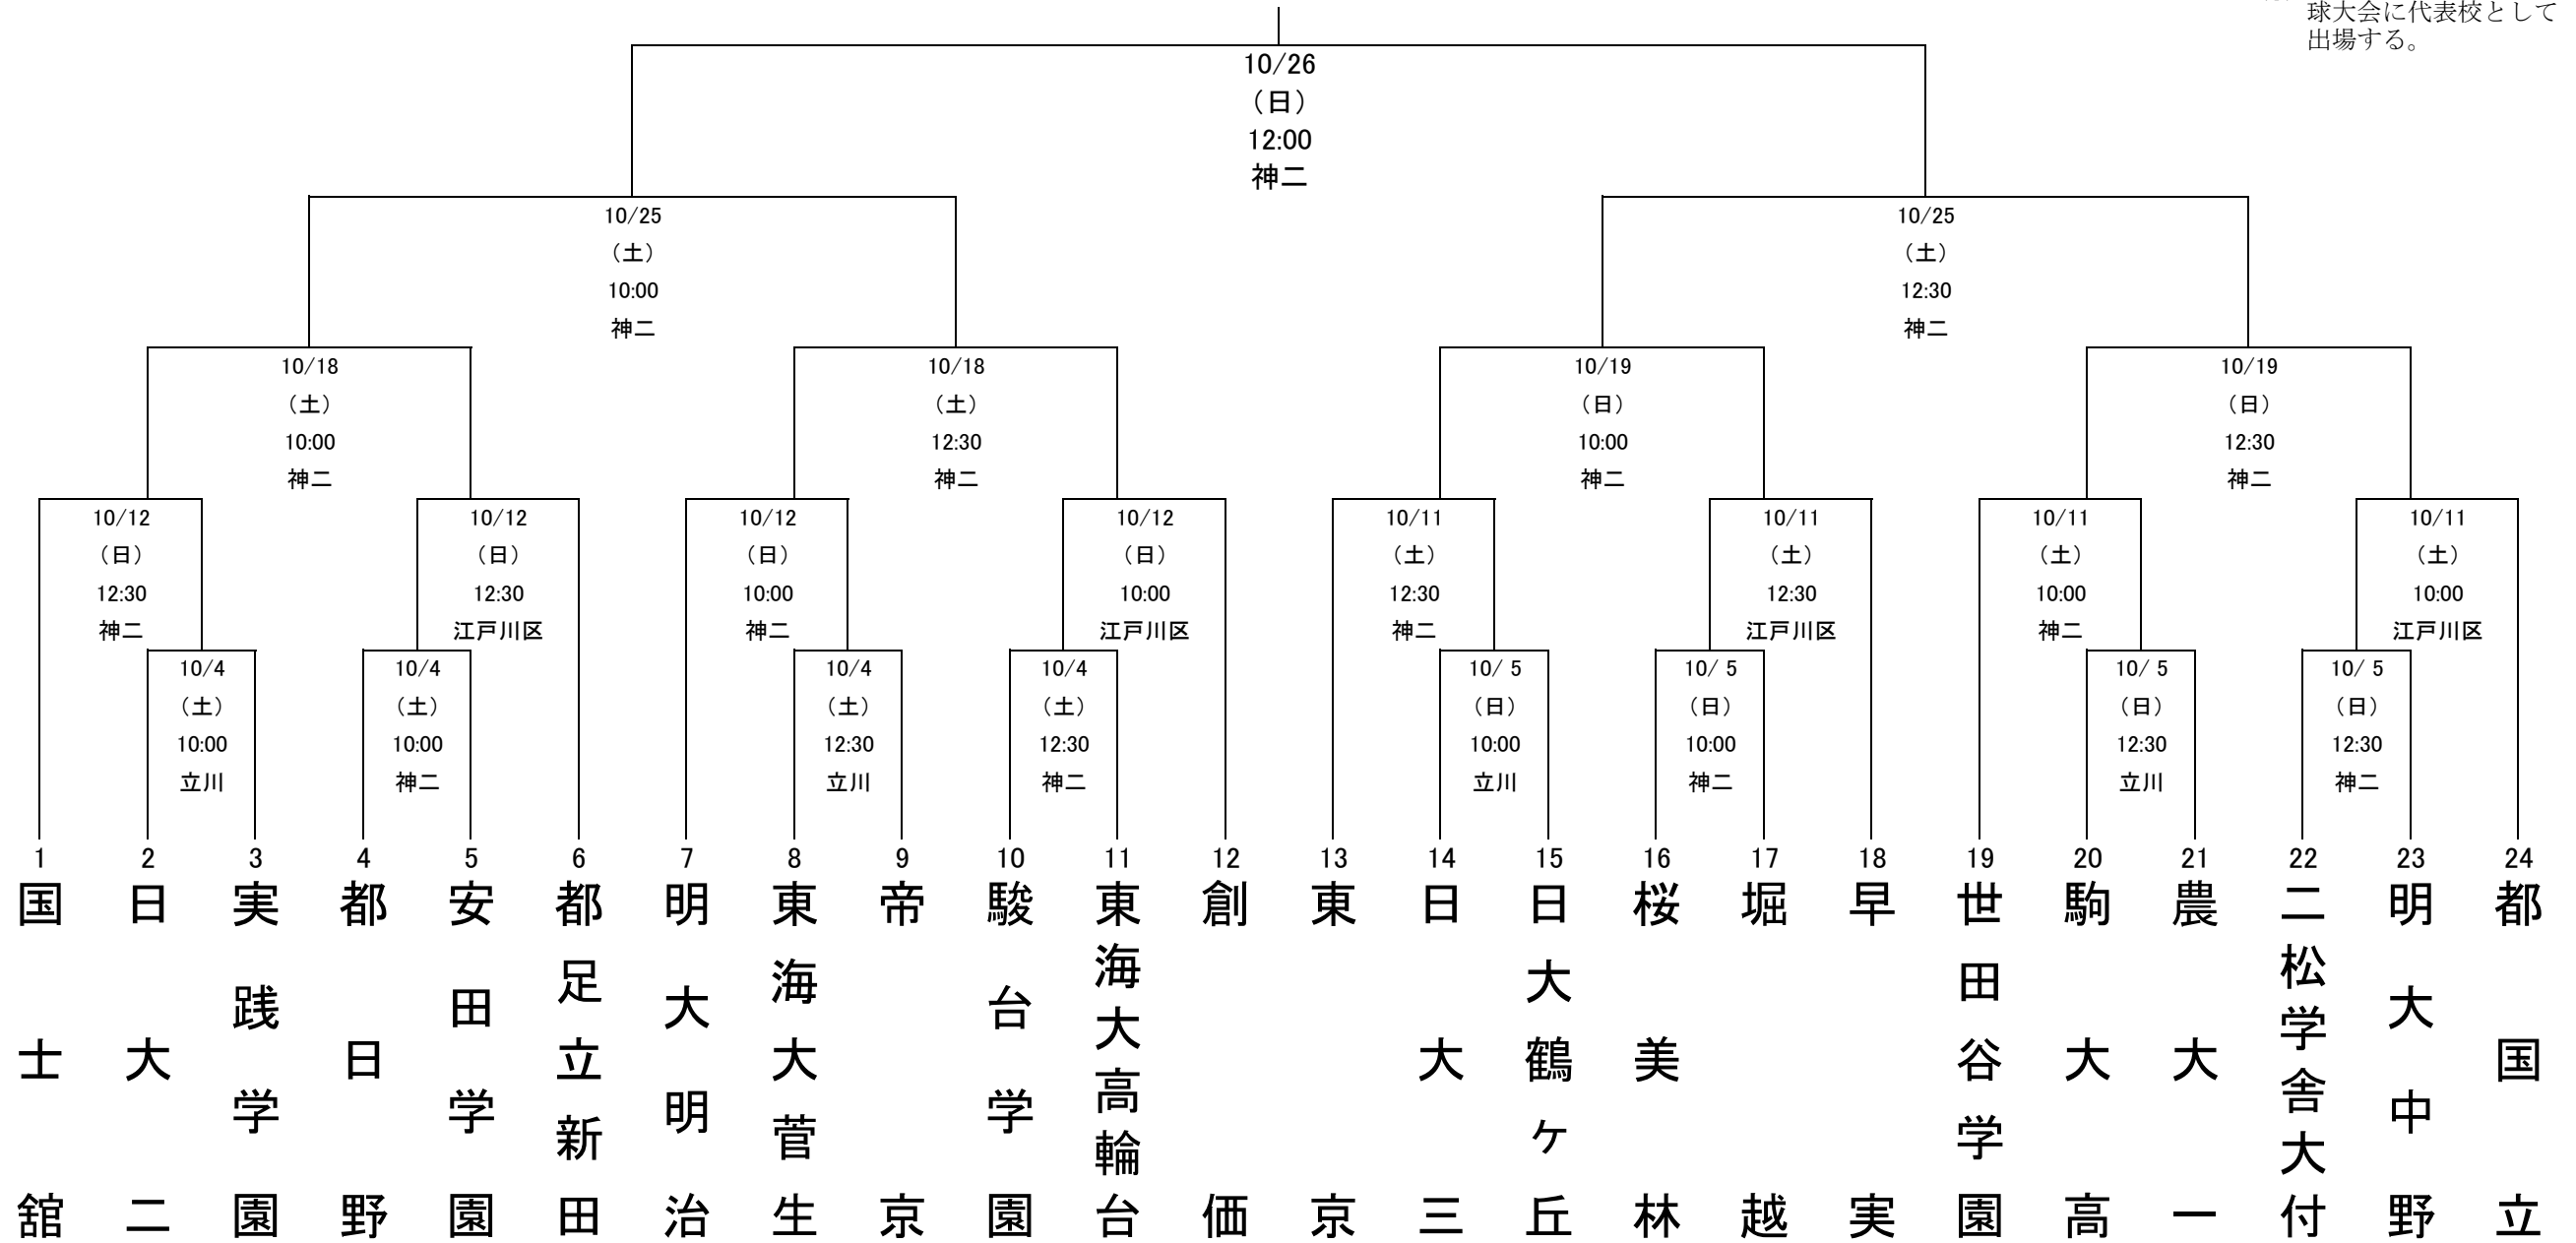 球大会に代表校として
出場する。
10/26
（日）
12:00
神二
10/25
（土）
10:00
神二
10/25
（土）
12:30
神二
10/18
（土）
10:00
神二
10/18
（土）
12:30
神二
10/19
（日）
10:00
神二
10/19
（日）
12:30
神二
10/12
（日）
12:30
神二
10/12
（日）
12:30
江戸川区
10/12
（日）
10:00
神二
10/12
（日）
10:00
江戸川区
10/11
（土）
12:30
神二
10/11
（土）
12:30
江戸川区
10/11
（土）
10:00
神二
10/11
（土）
10:00
江戸川区
10/4
（土）
10:00
立川
10/4
（土）
10:00
神二
10/4
（土）
12:30
立川
10/4
（土）
12:30
神二
10/ 5
（日）
10:00
立川
10/ 5
（日）
10:00
神二
10/ 5
（日）
12:30
立川
10/ 5
（日）
12:30
神二
1
国士舘
2
日大二
3
実践学園
4
都日野
5
安田学園
6
都足立新田
7
明大明治
8
東海大菅生
9
帝京
10
駿台学園
11
東海大高輪台
12
創価
13
東京
14
日大三
15
日大鶴ケ丘
16
桜美林
17
堀越
18
早実
19
世田谷学園
20
駒大高
21
農大一
22
二松学舎大付
23
明大中野
24
都国立